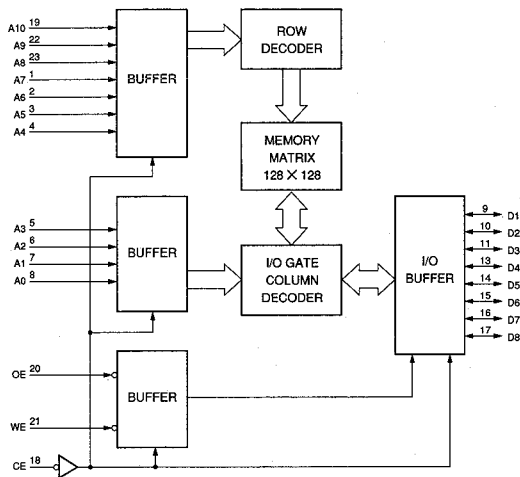 A10 19
A9 22
A8 23
A7 1
A6 2
A5 3
A4 4
BUFFER
ROW
DECODER
MEMORY
MATRIX
128 × 128
A3 5
A2 6
A1 7
A0 8
BUFFER
I/O GATE
COLUMN
DECODER
I/O
BUFFER
9 D1
10 D2
11 D3
13 D4
14 D5
15 D6
16 D7
17 D8
OE 20
WE 21
BUFFER
CE 18